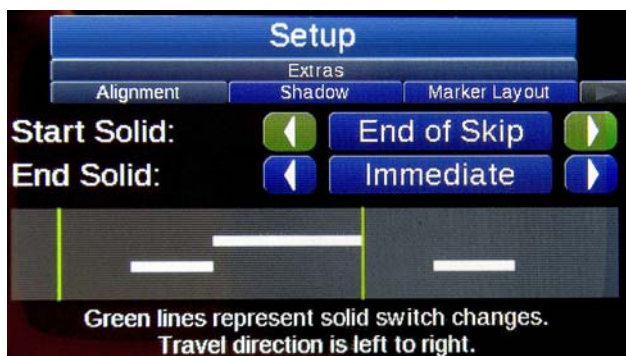 Setup
Extras
Alignment Shadow Marker Layout
Start Solid: End of Skip
End Solid: Immediate
Green lines represent solid switch changes.
Travel direction is left to right.